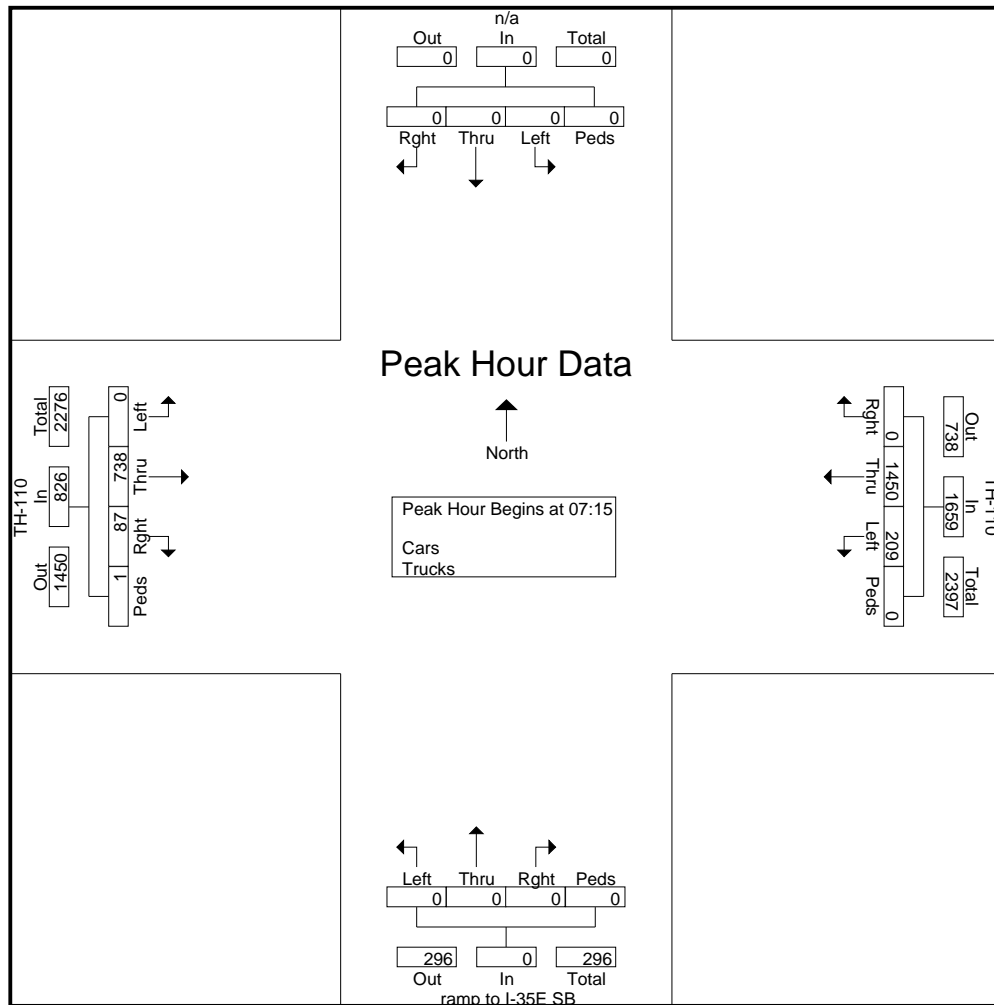 n/a
Out In Total
0 0 0
0 0 0 0
Rght Thru Left Peds
Peak Hour Data
North
Peak Hour Begins at 07:15
Cars
Trucks
TH-110
Out In Total
1450 826 2276
Peds Rght Thru Left
1 87 738 0
TH-110
Out In Total
738 1659 2397
Rght Thru Left Peds
0 1450 209 0
Left Thru Rght Peds
0 0 0 0
296 0 296
Out In Total
ramp to I-35E SB